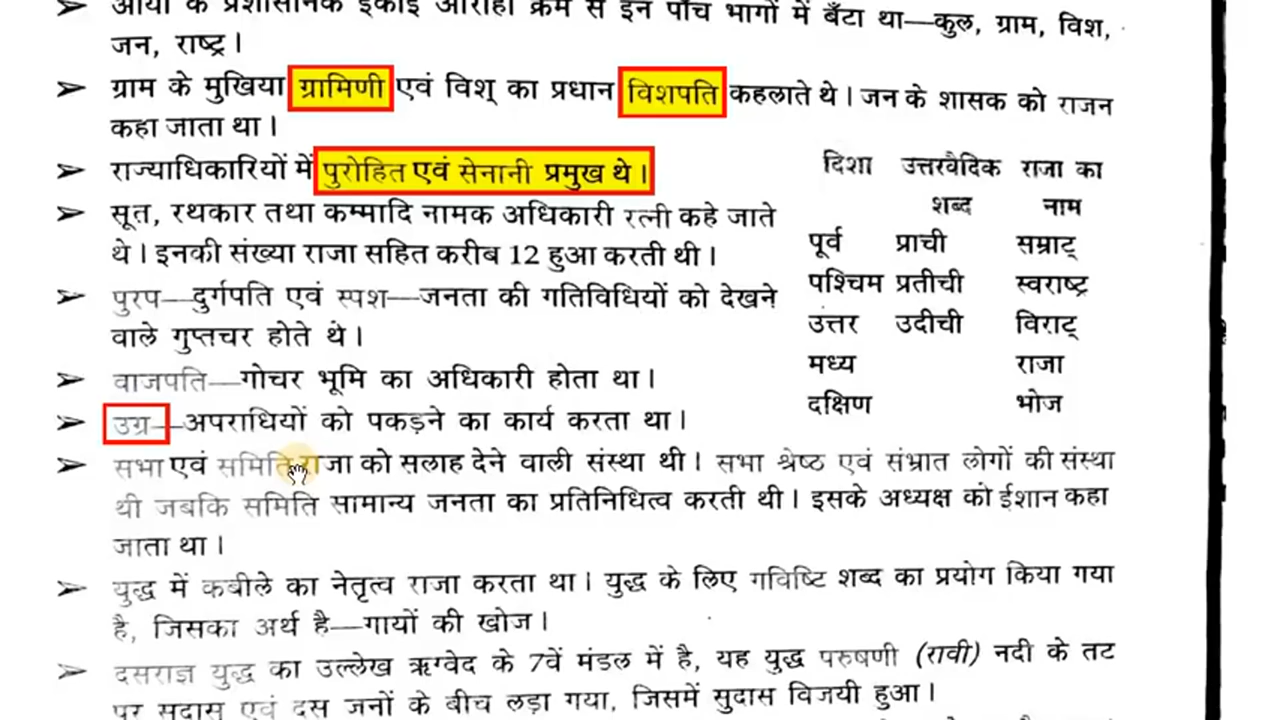 आर्यों के प्रशासनिक इकाई आरोही क्रम से इन पाँच भागों में बँटा था—कुल, ग्राम, विश,
जन, राष्ट्र।
➢ ग्राम के मुखिया ग्रामिणी एवं विश् का प्रधान विशपति कहलाते थे। जन के शासक को राजन
कहा जाता था।
➢ राज्याधिकारियों में पुरोहित एवं सेनानी प्रमुख थे।
➢ सूत, रथकार तथा कम्मादि नामक अधिकारी रत्नी कहे जाते
थे। इनकी संख्या राजा सहित करीब 12 हुआ करती थी।
➢ पुरप—दुर्गपति एवं स्पश—जनता की गतिविधियों को देखने
वाले गुप्तचर होते थे।
➢ वाजपति—गोचर भूमि का अधिकारी होता था।
➢ उग्र—अपराधियों को पकड़ने का कार्य करता था।
दिशा उत्तरवैदिक राजा का
शब्द नाम
पूर्व प्राची सम्राट्
पश्चिम प्रतीची स्वराष्ट्र
उत्तर उदीची विराट्
मध्य राजा
दक्षिण भोज
➢ सभा एवं समिति राजा को सलाह देने वाली संस्था थी। सभा श्रेष्ठ एवं संभ्रात लोगों की संस्था
थी जबकि समिति सामान्य जनता का प्रतिनिधित्व करती थी। इसके अध्यक्ष को ईशान कहा
जाता था।
➢ युद्ध में कबीले का नेतृत्व राजा करता था। युद्ध के लिए गविष्टि शब्द का प्रयोग किया गया
है, जिसका अर्थ है—गायों की खोज।
➢ दसराज्ञ युद्ध का उल्लेख ऋग्वेद के 7वें मंडल में है, यह युद्ध परुषणी (रावी) नदी के तट
पर सुदास एवं दस जनों के बीच लड़ा गया, जिसमें सुदास विजयी हुआ।